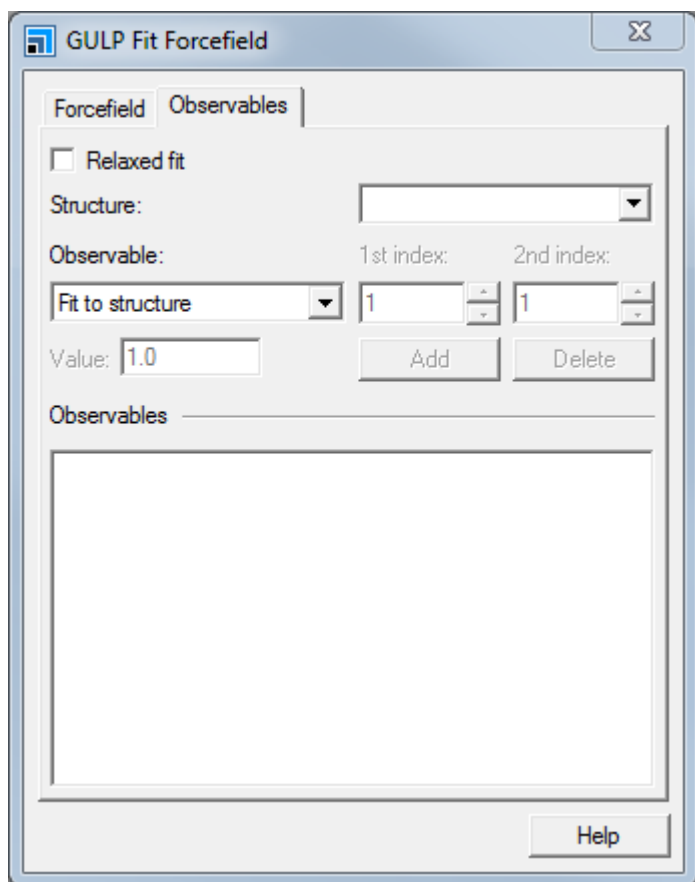 GULP Fit Forcefield
Forcefield Observables
Relaxed fit
Structure:
Observable: 1st index: 2nd index:
Fit to structure 1 1
Value: 1.0 Add Delete
Observables
Help